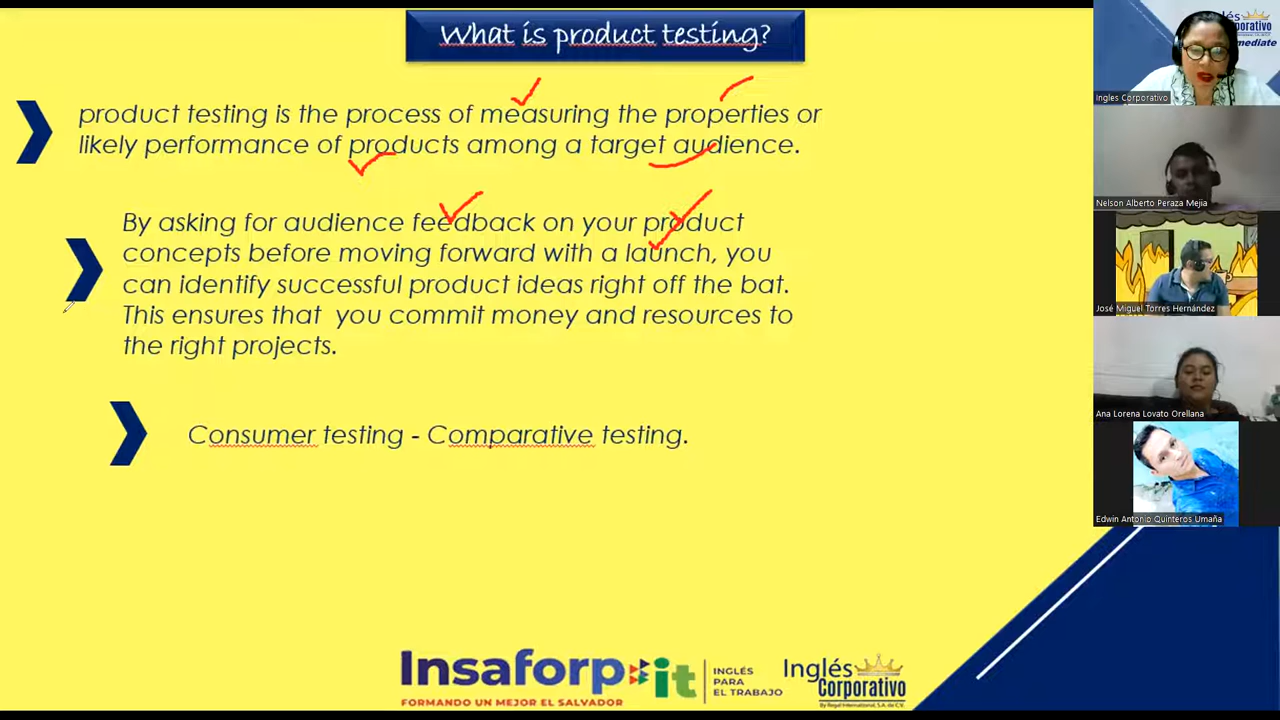 What is product testing?
product testing is the process of measuring the properties or
likely performance of products among a target audience.
By asking for audience feedback on your product
concepts before moving forward with a launch, you
can identify successful product ideas right off the bat.
This ensures that you commit money and resources to
the right projects.
Consumer testing - Comparative testing.
Insaforp it
FORMANDO UN MEJOR EL SALVADOR
INGLÉS
PARA
EL TRABAJO
Inglés
Corporativo
By Regal International, S.A. de C.V.
Ingles Corporativo
Nelson Alberto Peraza Mejia
José Miguel Torres Hernández
Ana Lorena Lovato Orellana
Edwin Antonio Quinteros Umaña